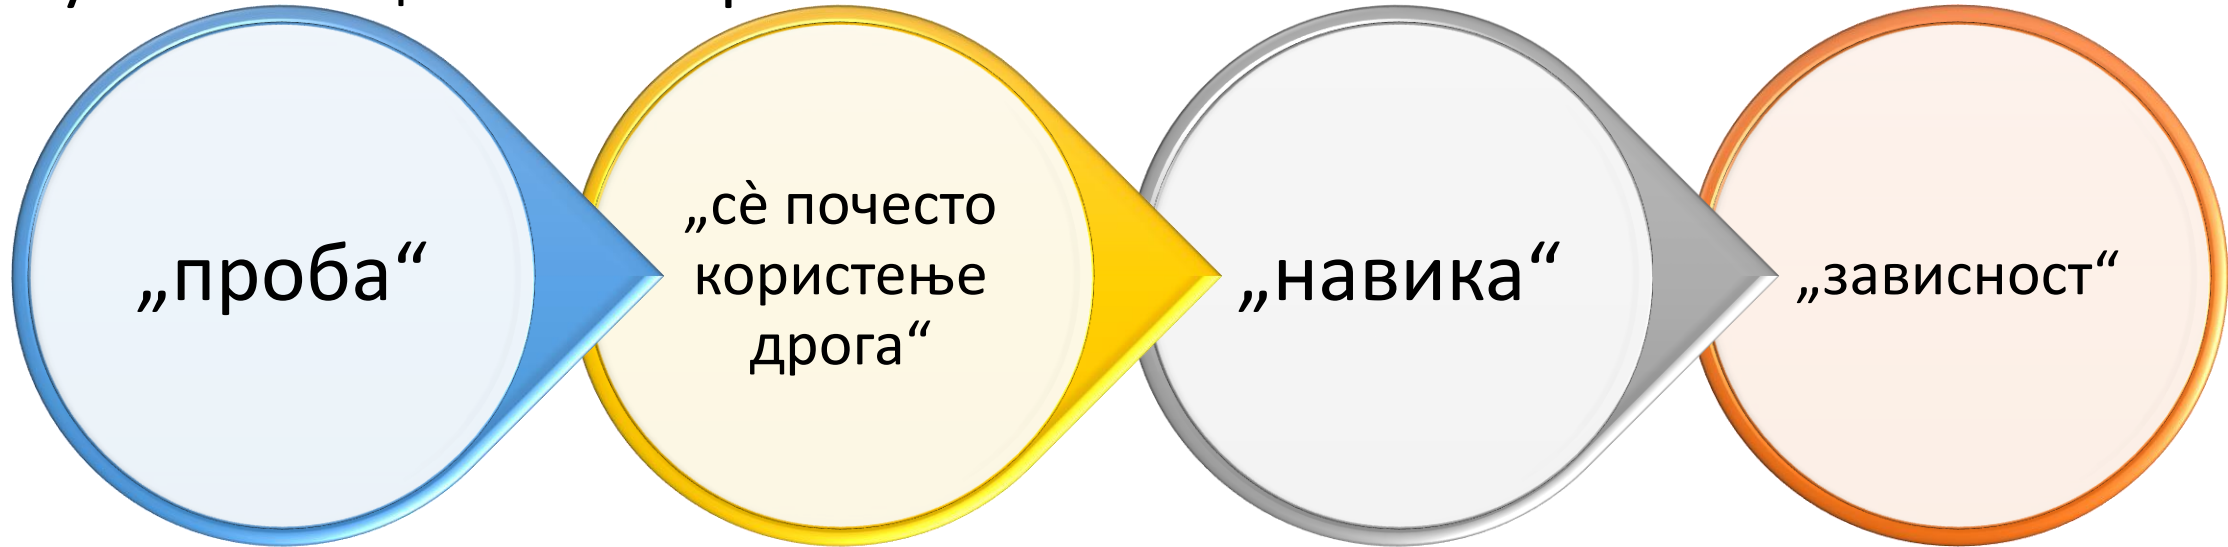 „проба“
„сѐ почесто
користење
дрога“
„навика“
„зависност“